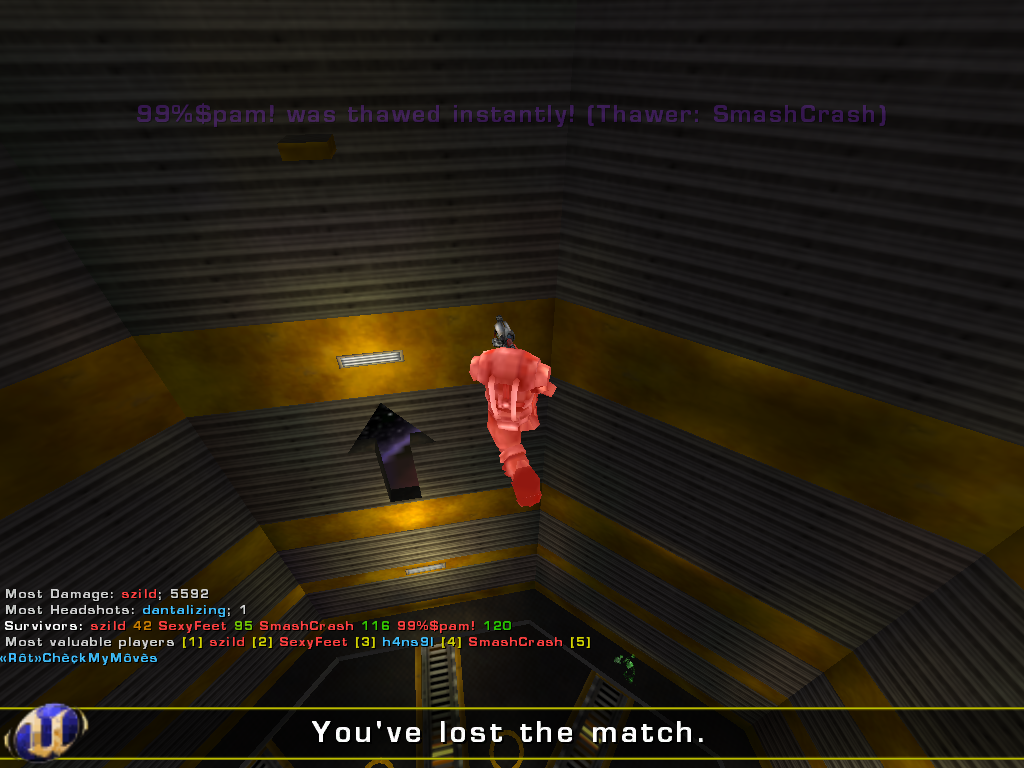 99%$pam! was thawed instantly! (Thawer: SmashCrash)
Most Damage: szild; 5592
Most Headshots: dantalizing; 1
Survivors: szild 42 SexyFeet 95 SmashCrash 116 99%$pam! 120
Most valuable players [1] szild [2] SexyFeet [3] h4ns9l [4] SmashCrash [5]
«Rôt»ChèçkMyMôvès
You've lost the match.